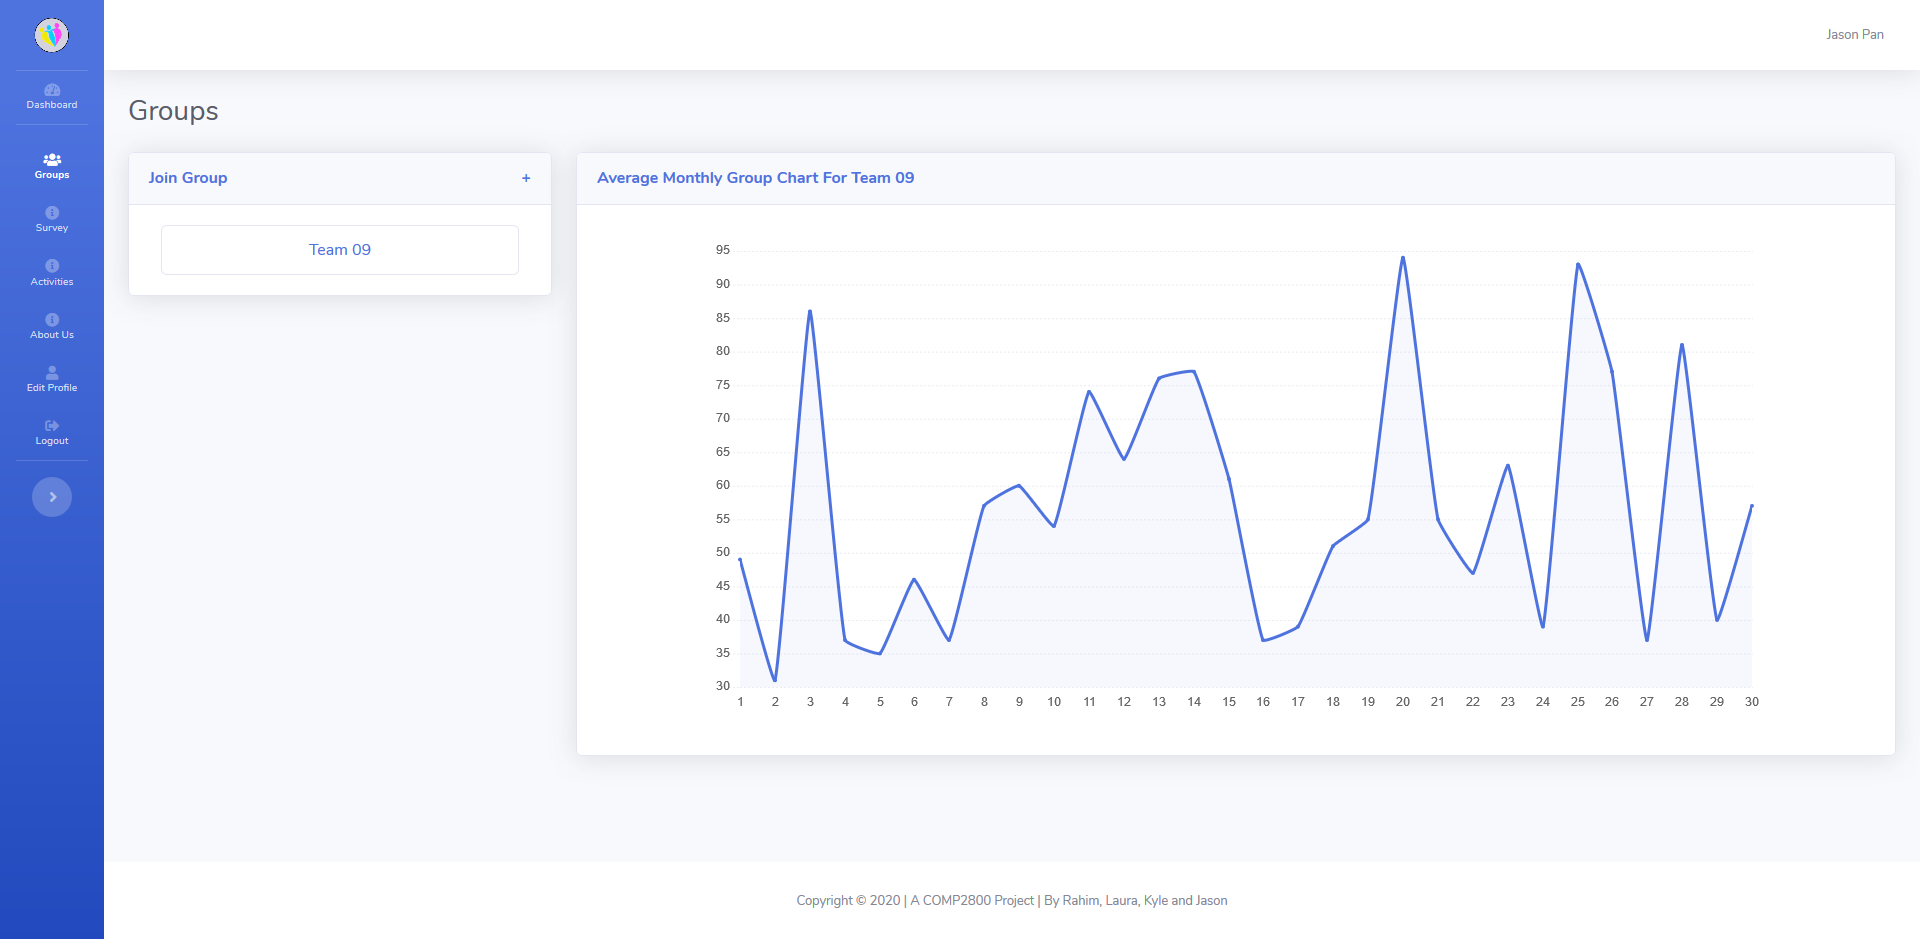 Jason Pan
Dashboard
Groups
Survey
Activities
About Us
Edit Profile
Logout
Groups
Join Group +
Team 09
Average Monthly Group Chart For Team 09
95
90
85
80
75
70
65
60
55
50
45
40
35
30
1 2 3 4 5 6 7 8 9 10 11 12 13 14 15 16 17 18 19 20 21 22 23 24 25 26 27 28 29 30
Copyright © 2020 | A COMP2800 Project | By Rahim, Laura, Kyle and Jason